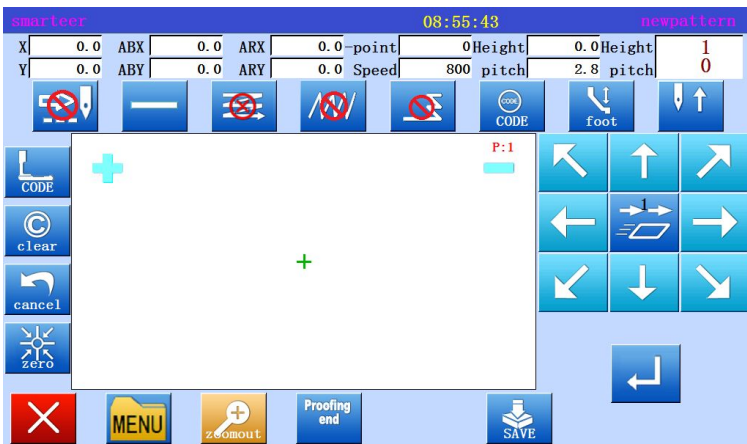 smarteer 08:55:43 newpattern
X 0.0 ABX 0.0 ARX 0.0 -point 0 Height 0.0 Height 1
Y 0.0 ABY 0.0 ARY 0.0 Speed 800 pitch 2.8 pitch 0
CODE
CODE foot
P:1
CODE
1
C
clear
cancel
zero
MENU zoomout Proofing
end
SAVE